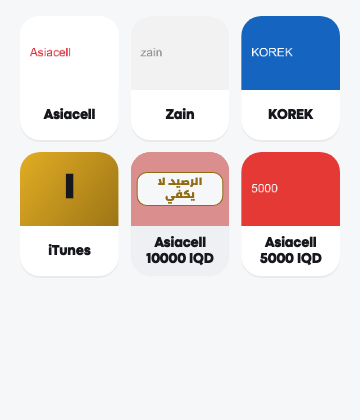 Asiacell
zain
KOREK
Asiacell
Zain
KOREK
I
الرصيد لا
يكفي
5000
iTunes
Asiacell
10000 IQD
Asiacell
5000 IQD